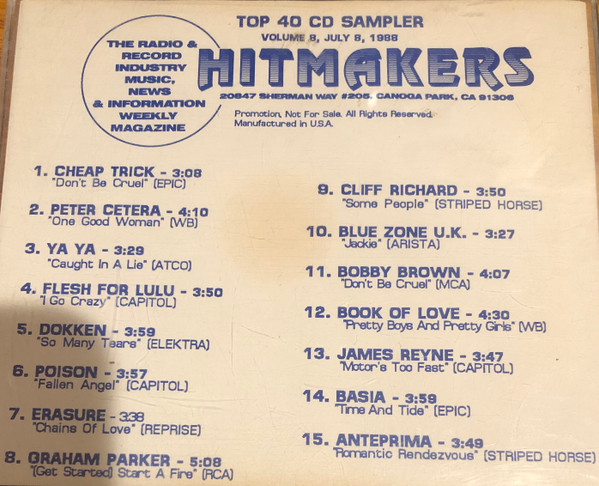 TOP 40 CD SAMPLER
VOLUME 8, JULY 8, 1988
THE RADIO &
RECORD
INDUSTRY
MUSIC,
NEWS
& INFORMATION
WEEKLY
MAGAZINE
HITMAKERS
20647 SHERMAN WAY #205, CANOGA PARK, CA 91306
Promotion, Not For Sale. All Rights Reserved.
Manufactured in U.S.A.
1. CHEAP TRICK - 3:08
"Don't Be Cruel" (EPIC)
2. PETER CETERA - 4:10
"One Good Woman" (WB)
3. YA YA - 3:29
"Caught In A Lie" (ATCO)
4. FLESH FOR LULU - 3:50
"I Go Crazy" (CAPITOL)
5. DOKKEN - 3:59
"So Many Tears" (ELEKTRA)
6. POISON - 3:57
"Fallen Angel" (CAPITOL)
7. ERASURE - 3:38
"Chains Of Love" (REPRISE)
8. GRAHAM PARKER - 5:08
"(Get Started) Start A Fire" (RCA)
9. CLIFF RICHARD - 3:50
"Some People" (STRIPED HORSE)
10. BLUE ZONE U.K. - 3:27
"Jackie" (ARISTA)
11. BOBBY BROWN - 4:07
"Don't Be Cruel" (MCA)
12. BOOK OF LOVE - 4:30
"Pretty Boys And Pretty Girls" (WB)
13. JAMES REYNE - 3:47
"Motor's Too Fast" (CAPITOL)
14. BASIA - 3:59
"Time And Tide" (EPIC)
15. ANTEPRIMA - 3:49
"Romantic Rendezvous" (STRIPED HORSE)